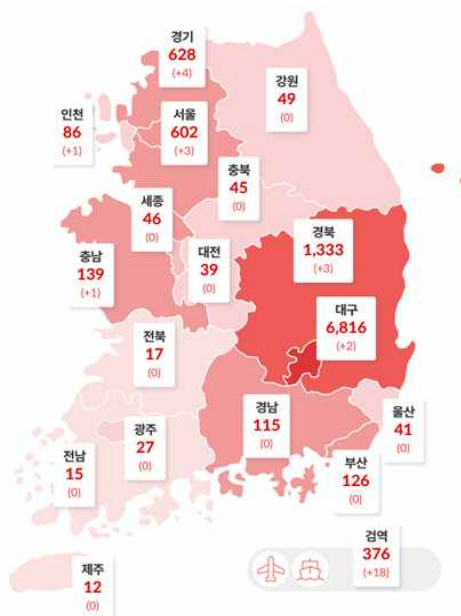 경기
628
(+4)
강원
49
(0)
인천
86
(+1)
서울
602
(+3)
충북
45
(0)
세종
46
(0)
경북
1,333
(+3)
충남
139
(+1)
대전
39
(0)
대구
6,816
(+2)
전북
17
(0)
경남
115
(0)
울산
41
(0)
광주
27
(0)
전남
15
(0)
부산
126
(0)
검역
376
(+18)
제주
12
(0)